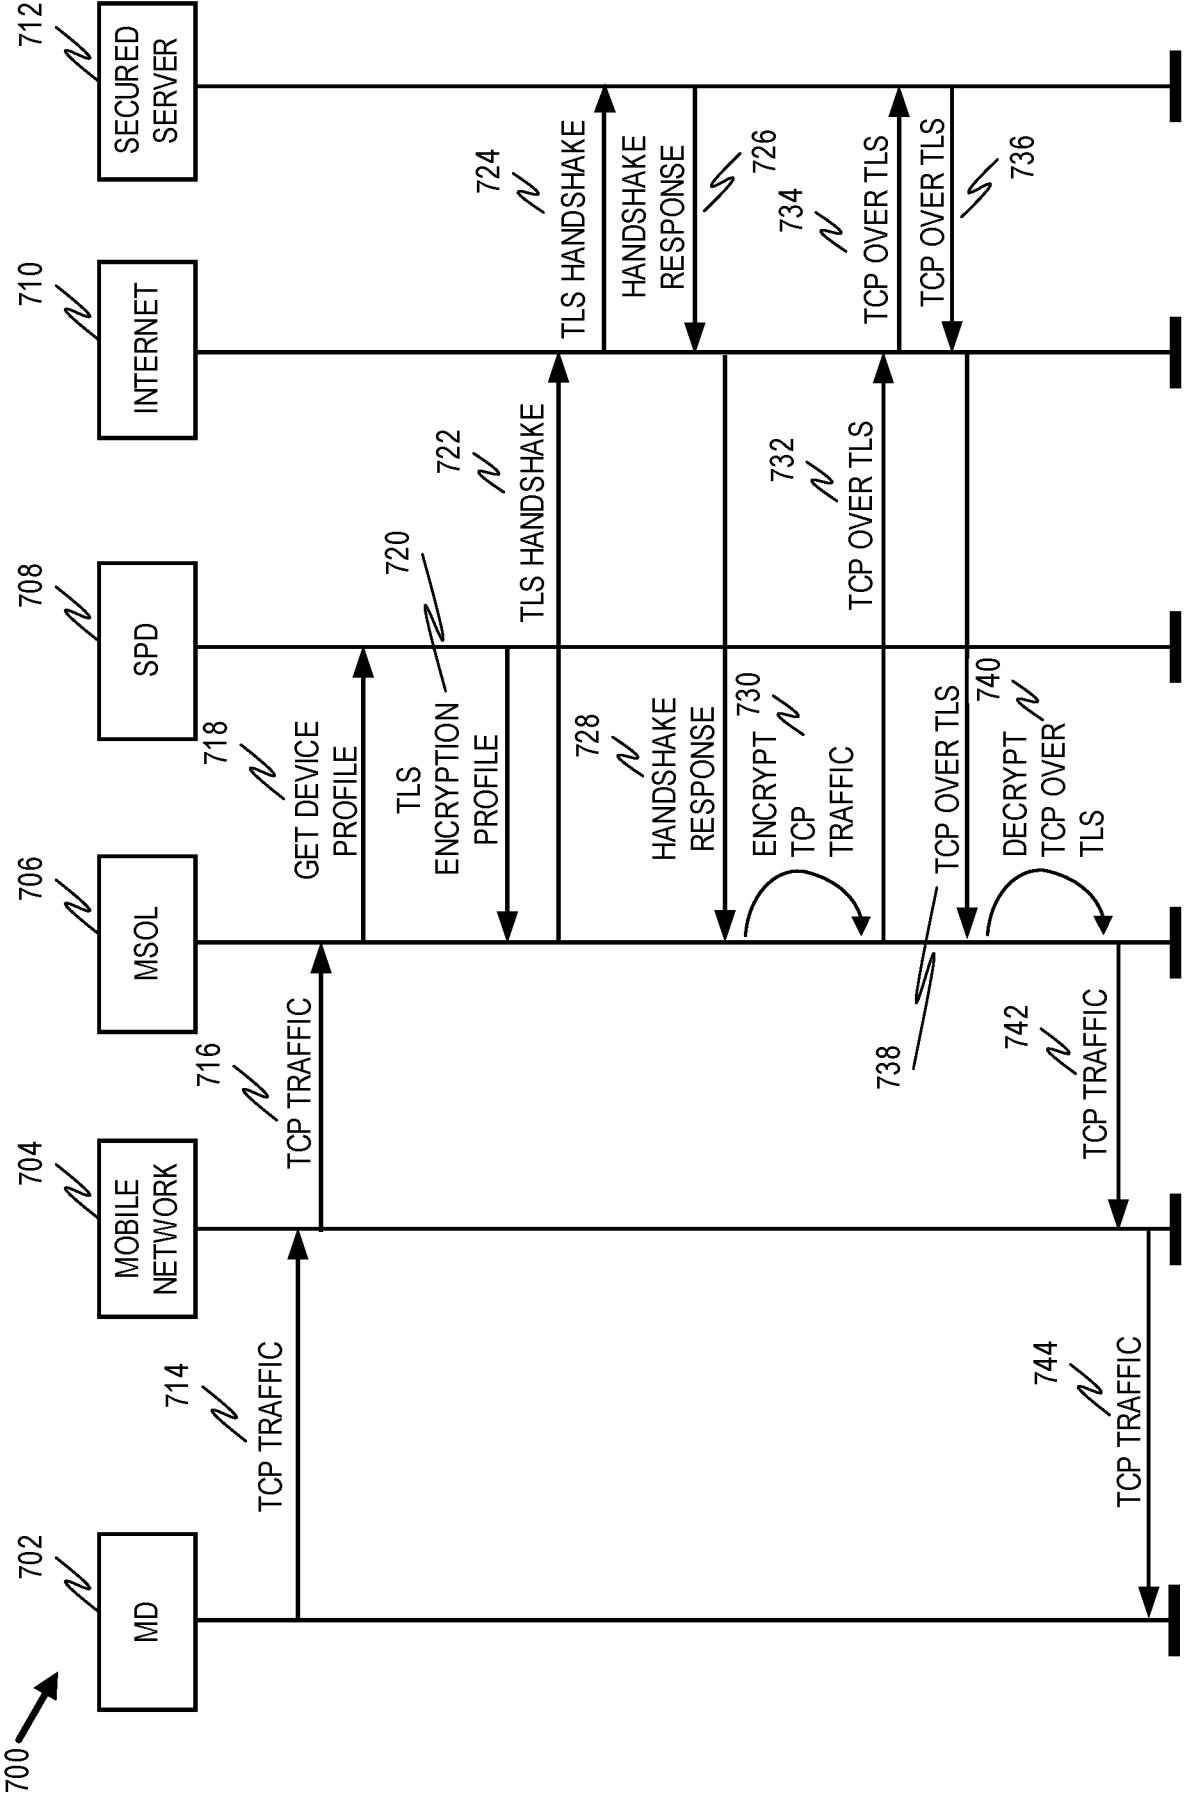 700
702
704
706
708
710
712
MD
MOBILE
NETWORK
MSOL
SPD
INTERNET
SECURED
SERVER
714
TCP TRAFFIC
716
TCP TRAFFIC
718
GET DEVICE
PROFILE
720
TLS
ENCRYPTION
PROFILE
722
TLS HANDSHAKE
724
TLS HANDSHAKE
HANDSHAKE
RESPONSE
726
728
HANDSHAKE
RESPONSE
730
ENCRYPT
TCP
TRAFFIC
732
TCP OVER TLS
734
TCP OVER TLS
TCP OVER TLS
736
738
TCP OVER TLS
740
DECRYPT
TCP OVER
TLS
742
TCP TRAFFIC
744
TCP TRAFFIC